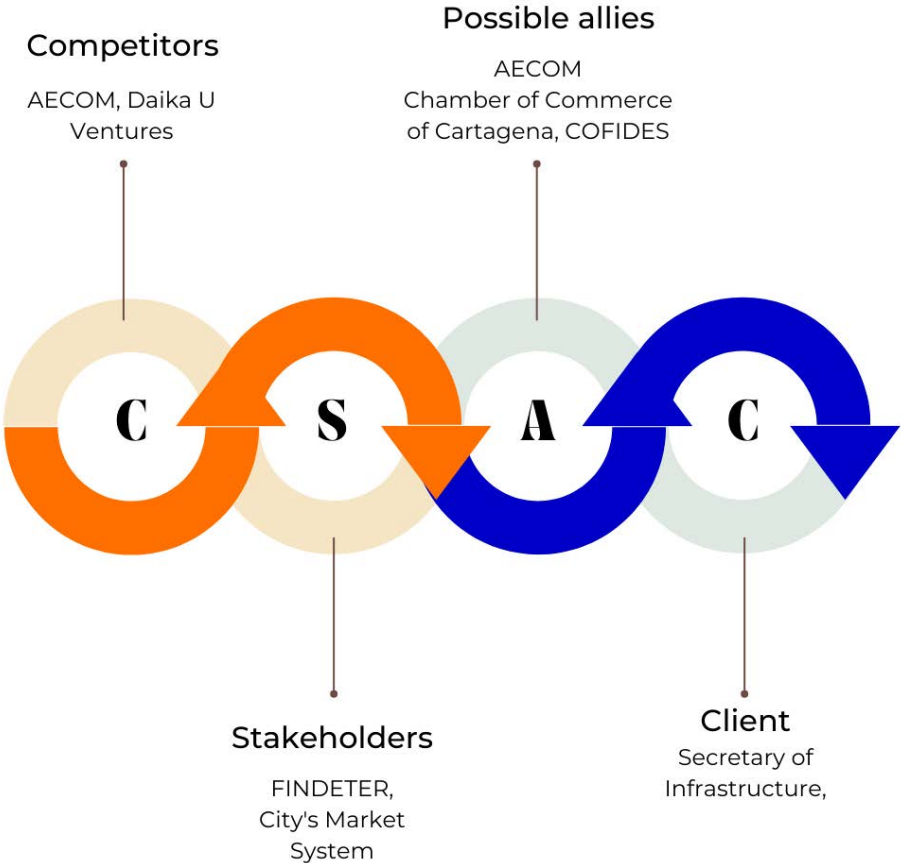 Competitors
AECOM, Daika U
Ventures
Possible allies
AECOM
Chamber of Commerce
of Cartagena, COFIDES
C
S
A
C
Stakeholders
FINDETER,
City's Market
System
Client
Secretary of
Infrastructure,